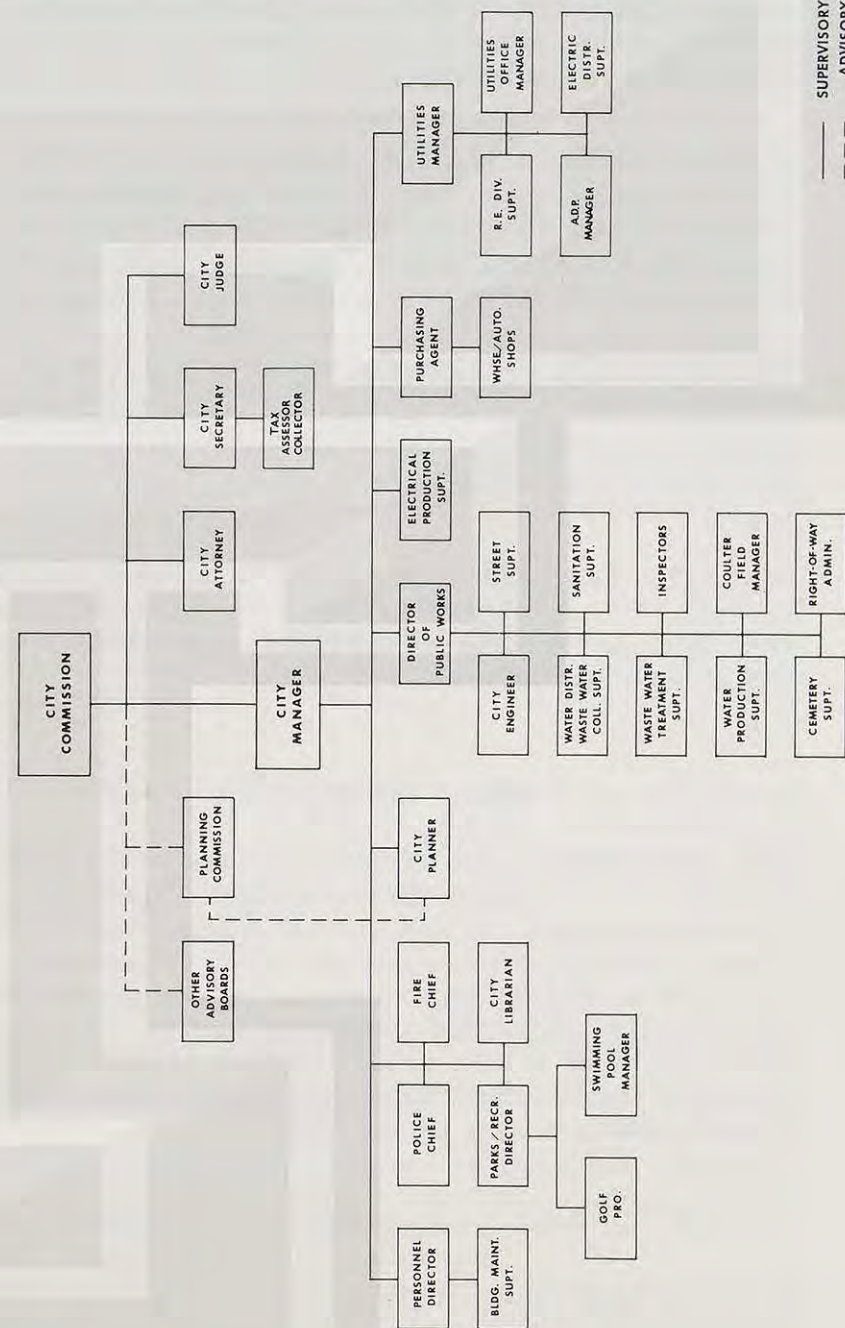 CITY
COMMISSION
OTHER
ADVISORY
BOARDS
PLANNING
COMMISSION
CITY
ATTORNEY
CITY
SECRETARY
CITY
JUDGE
TAX
ASSESSOR
COLLECTOR
CITY
MANAGER
PERSONNEL
DIRECTOR
BLDG. MAINT.
SUPT.
POLICE
CHIEF
FIRE
CHIEF
PARKS / RECR.
DIRECTOR
CITY
LIBRARIAN
GOLF
PRO.
SWIMMING
POOL
MANAGER
CITY
PLANNER
DIRECTOR
OF
PUBLIC WORKS
CITY
ENGINEER
STREET
SUPT.
WATER DISTR.
WASTE WATER
COLL. SUPT.
SANITATION
SUPT.
WASTE WATER
TREATMENT
SUPT.
INSPECTORS
WATER
PRODUCTION
SUPT.
COULTER
FIELD
MANAGER
CEMETERY
SUPT.
RIGHT-OF-WAY
ADMIN.
ELECTRICAL
PRODUCTION
SUPT.
PURCHASING
AGENT
WHSE/AUTO.
SHOPS
UTILITIES
MANAGER
R.E. DIV.
SUPT.
UTILITIES
OFFICE
MANAGER
A.D.P.
MANAGER
ELECTRIC
DISTR.
SUPT.
SUPERVISORY
ADVISORY